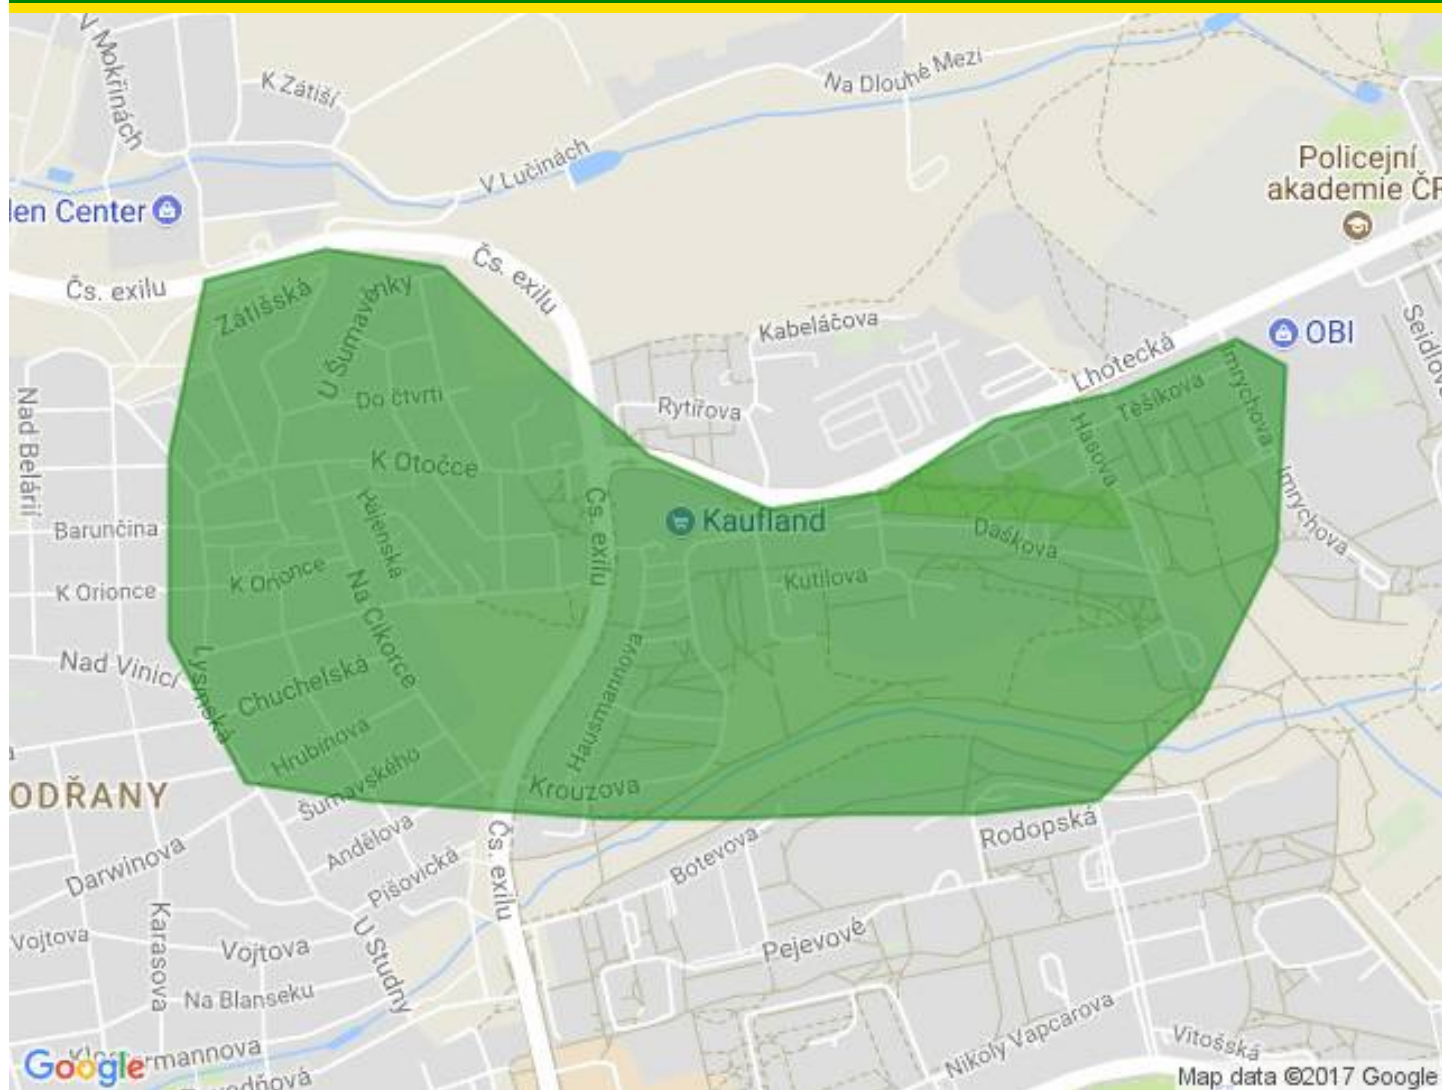 V Mokřinách
K Zátiší
Na Dlouhé Mezi
V Lučinách
Policejní
akademie ČR
len Center
Čs. exilu
Čs. exilu
Zátišská
U Šumavěnky
Kabeláčova
OBI
Seidlova
Lhotecká
Nad Belárií
Do čtvrti
Rytířova
Těšíkova
Imrychova
Hasova
K Otočce
Hájenská
Čs. exilu
Kaufland
Imrychova
Barunčina
Daškova
K Orionce
K Orionce
Na Cikorce
Kutilova
Nad Vinicí
Lysinská
Chuchelská
Hausmannova
Hrubínova
Šumavského
Krouzova
ODŘANY
Andělova
Čs. exilu
Rodopská
Darwinova
Pišovická
Botevova
Vojtova
Karasova
Vojtova
U Studny
Pejevové
Na Blanseku
Nikoly Vapcarova
Vitošská
Google
Map data ©2017 Google